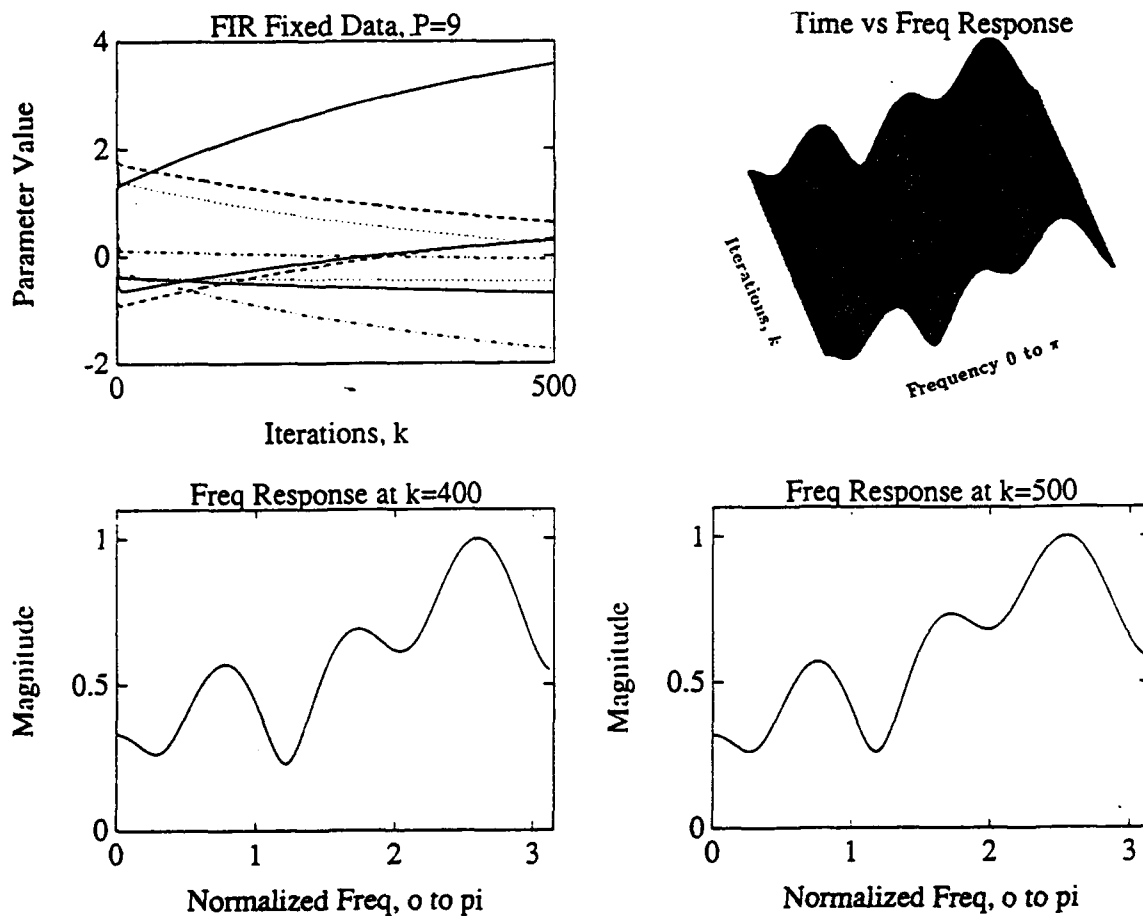 FIR Fixed Data, P=9
4
2
0
-2
0
500
Parameter Value
Iterations, k
Time vs Freq Response
Iterations, k
Frequency 0 to π
Freq Response at k=400
1
0.5
0
0
1
2
3
Magnitude
Normalized Freq, o to pi
Freq Response at k=500
1
0.5
0
0
1
2
3
Magnitude
Normalized Freq, o to pi